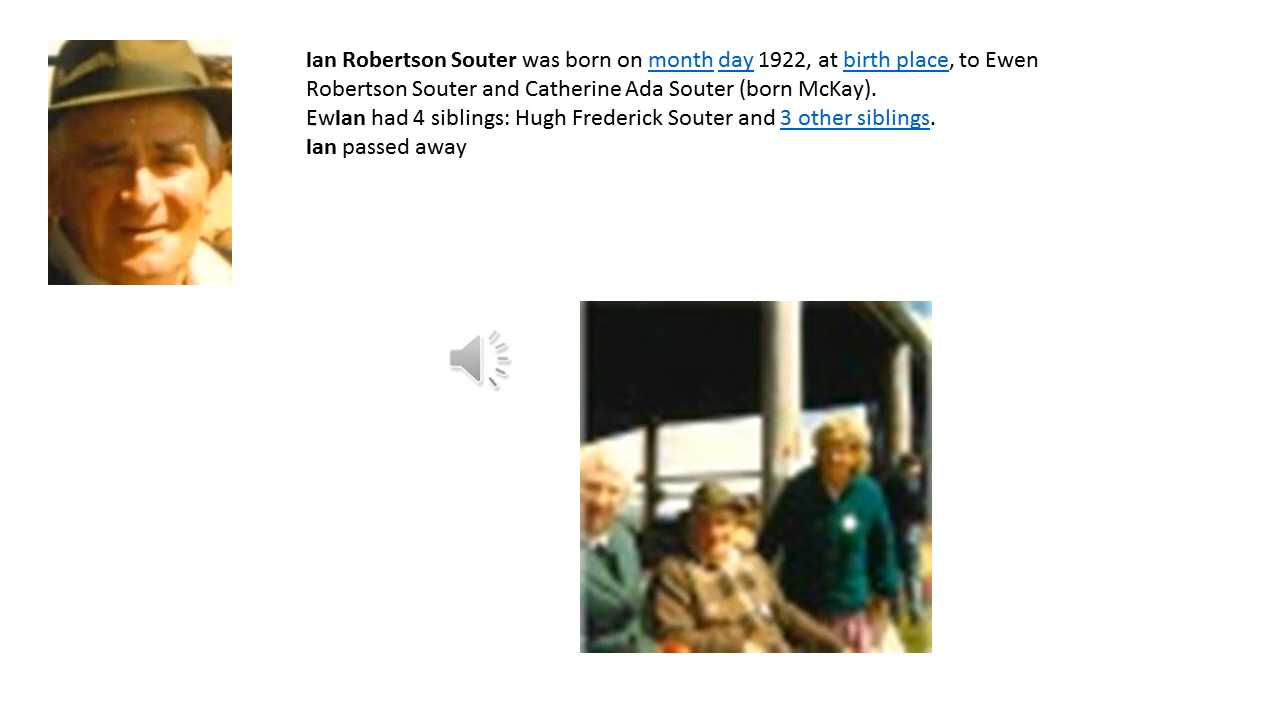 Ian Robertson Souter was born on month day 1922, at birth place, to Ewen
Robertson Souter and Catherine Ada Souter (born McKay).
EwIan had 4 siblings: Hugh Frederick Souter and 3 other siblings.
Ian passed away